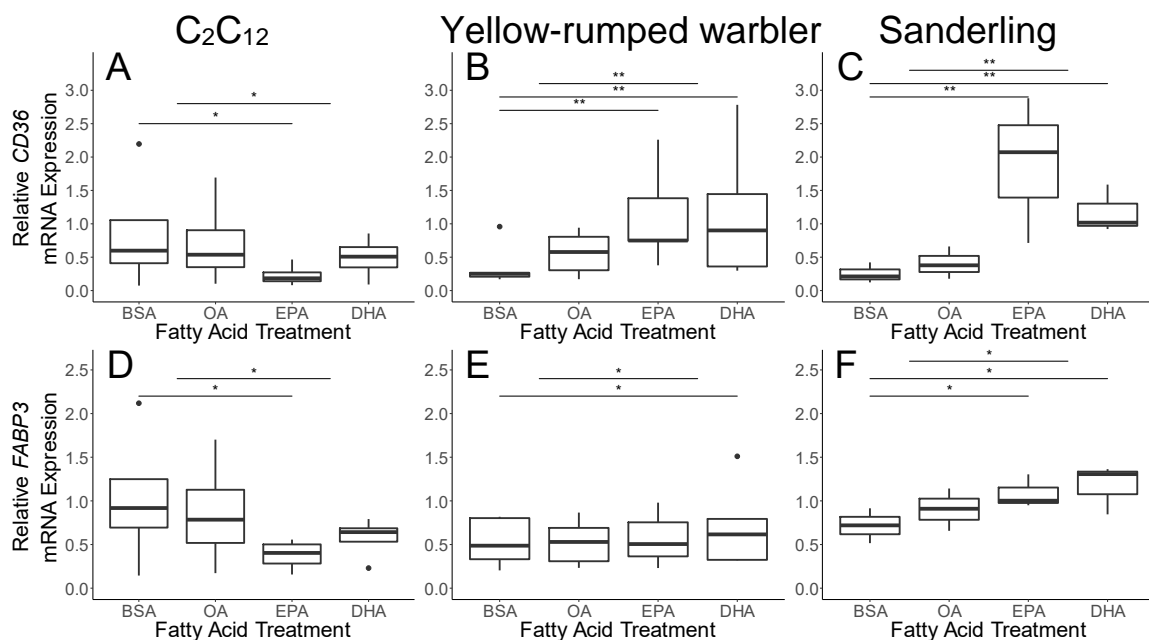 C₂C₁₂ Yellow-rumped warbler Sanderling
A B C
Relative CD36
mRNA Expression
3.0 3.0 3.0
2.5 2.5 2.5
2.0 2.0 2.0
1.5 1.5 1.5
1.0 1.0 1.0
0.5 0.5 0.5
0.0 0.0 0.0
* * ** ** ** ** ** **
BSA OA EPA DHA BSA OA EPA DHA BSA OA EPA DHA
Fatty Acid Treatment Fatty Acid Treatment Fatty Acid Treatment
D E F
Relative FABP3
mRNA Expression
2.5 2.5 2.5
2.0 2.0 2.0
1.5 1.5 1.5
1.0 1.0 1.0
0.5 0.5 0.5
0.0 0.0 0.0
* * * * * * *
BSA OA EPA DHA BSA OA EPA DHA BSA OA EPA DHA
Fatty Acid Treatment Fatty Acid Treatment Fatty Acid Treatment